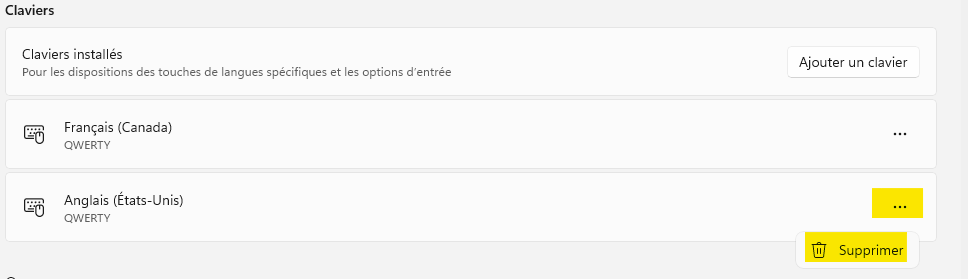 Claviers
Claviers installés
Pour les dispositions des touches de langues spécifiques et les options d'entrée
Ajouter un clavier
Français (Canada)
QWERTY
...
Anglais (États-Unis)
QWERTY
...
Supprimer